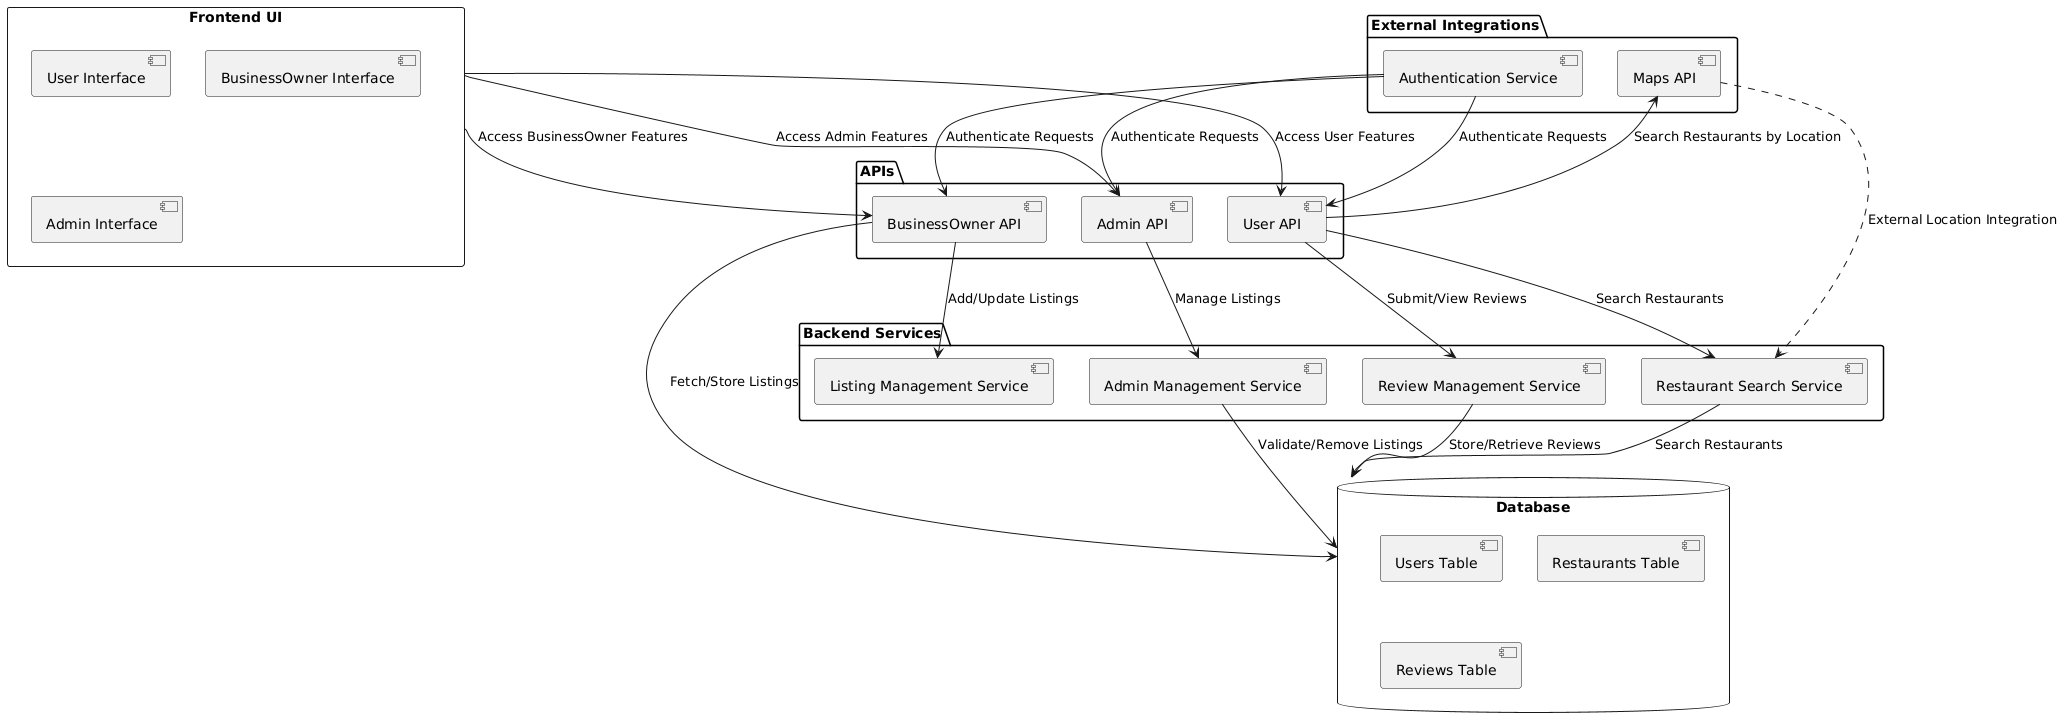 Frontend UI
User Interface
BusinessOwner Interface
Admin Interface
External Integrations
Authentication Service
Maps API
Access BusinessOwner Features
Access Admin Features
Authenticate Requests
Authenticate Requests
Access User Features
Authenticate Requests
Search Restaurants by Location
APIs
BusinessOwner API
Admin API
User API
External Location Integration
Add/Update Listings
Manage Listings
Submit/View Reviews
Search Restaurants
Backend Services
Listing Management Service
Admin Management Service
Review Management Service
Restaurant Search Service
Fetch/Store Listings
Validate/Remove Listings
Store/Retrieve Reviews
Search Restaurants
Database
Users Table
Restaurants Table
Reviews Table